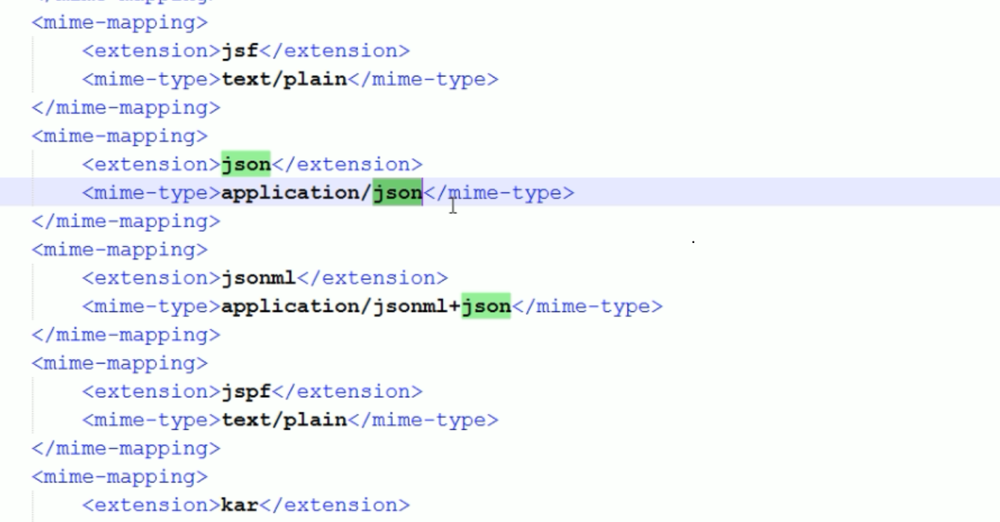 </mime-mapping>
<mime-mapping>
<extension>jsf</extension>
<mime-type>text/plain</mime-type>
</mime-mapping>
<mime-mapping>
<extension>json</extension>
<mime-type>application/json</mime-type>
</mime-mapping>
<mime-mapping>
<extension>jsonml</extension>
<mime-type>application/jsonml+json</mime-type>
</mime-mapping>
<mime-mapping>
<extension>jspf</extension>
<mime-type>text/plain</mime-type>
</mime-mapping>
<mime-mapping>
<extension>kar</extension>